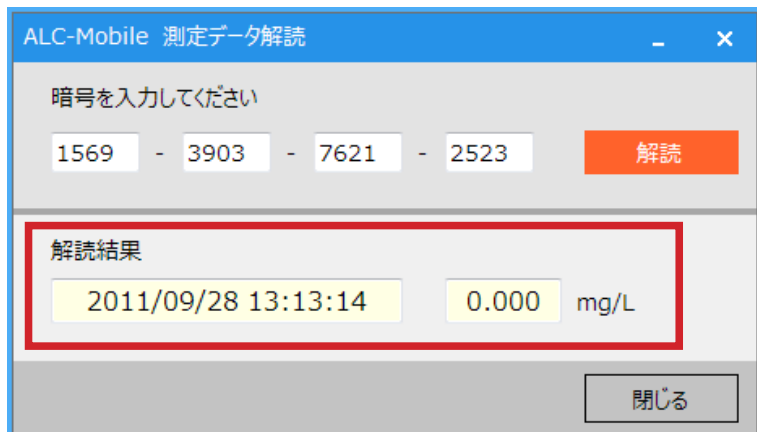 ALC-Mobile 測定データ解読
暗号を入力してください
1569 - 3903 - 7621 - 2523 解読
解読結果
2011/09/28 13:13:14 0.000 mg/L
閉じる